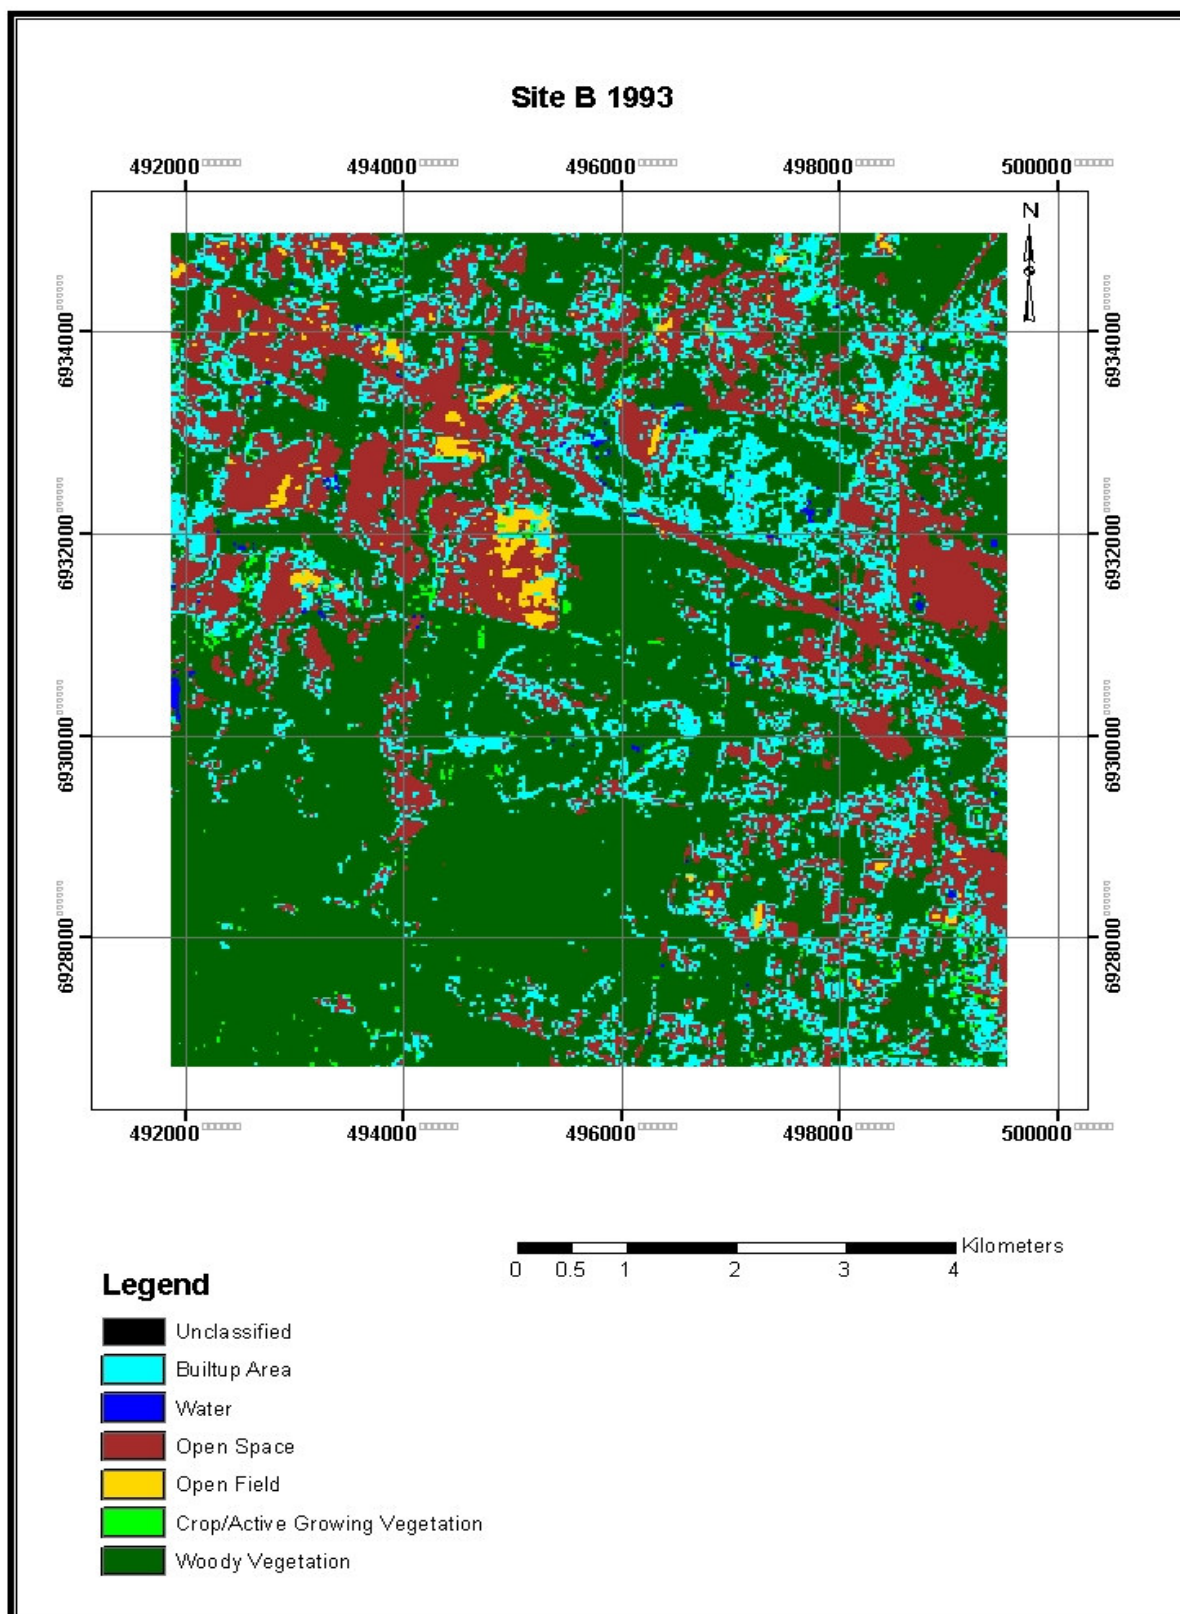 Site B 1993
492000 494000 496000 498000 500000
N
6934000 6934000
6932000 6932000
6930000 6930000
6928000 6928000
492000 494000 496000 498000 500000
Kilometers
0 0.5 1 2 3 4
Legend
Unclassified
Builtup Area
Water
Open Space
Open Field
Crop/Active Growing Vegetation
Woody Vegetation